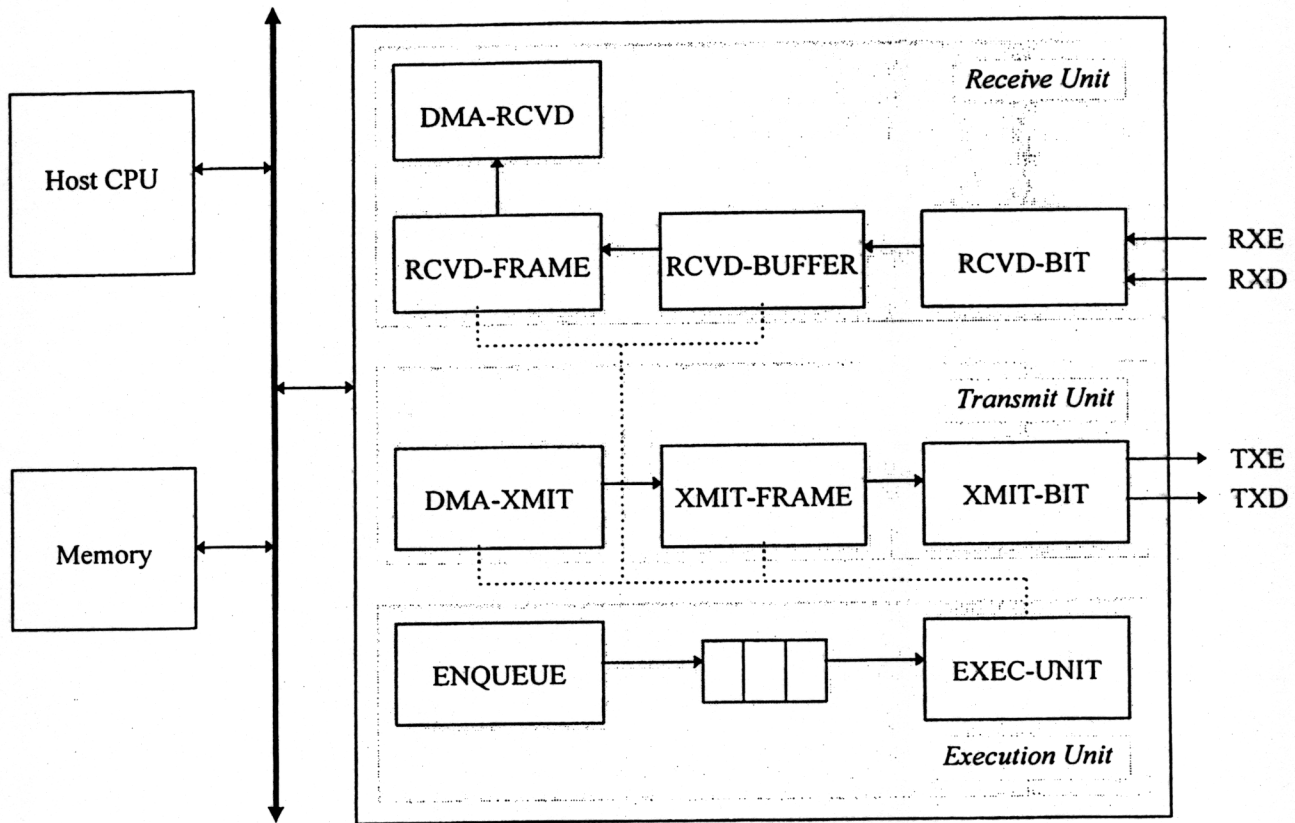 Receive Unit
DMA-RCVD
Host CPU
RCVD-FRAME
RCVD-BUFFER
RCVD-BIT
RXE
RXD
Transmit Unit
DMA-XMIT
XMIT-FRAME
XMIT-BIT
TXE
TXD
Memory
ENQUEUE
EXEC-UNIT
Execution Unit